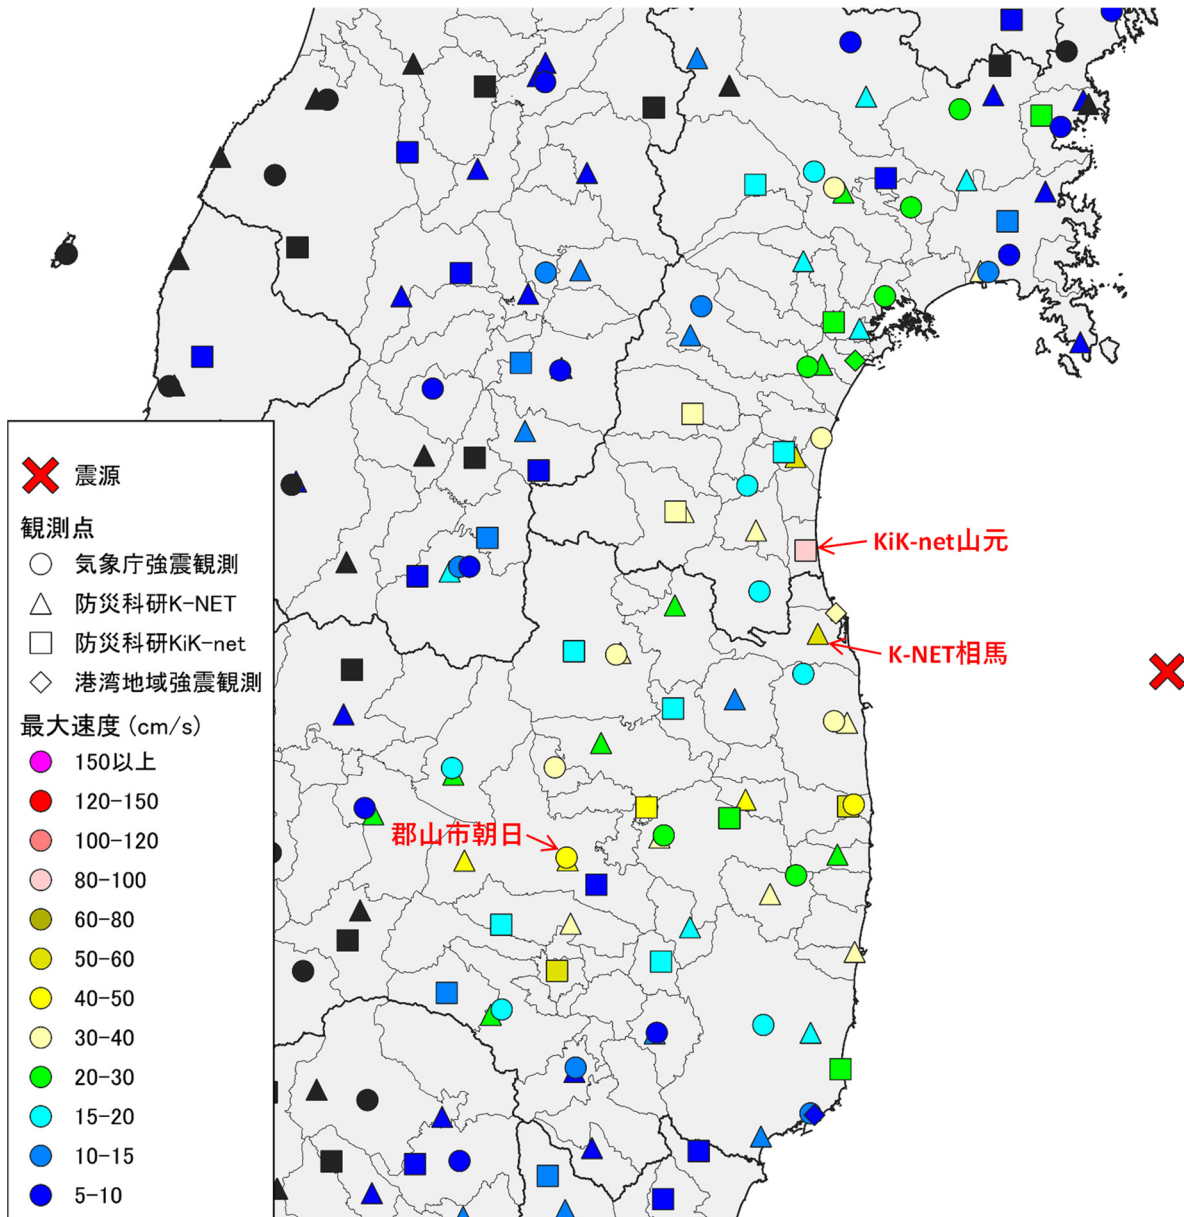 KiK-net山元
K-NET相馬
郡山市朝日
震源
観測点
気象庁強震観測
防災科研K-NET
防災科研KiK-net
港湾地域強震観測
最大速度 (cm/s)
150以上
120-150
100-120
80-100
60-80
50-60
40-50
30-40
20-30
15-20
10-15
5-10